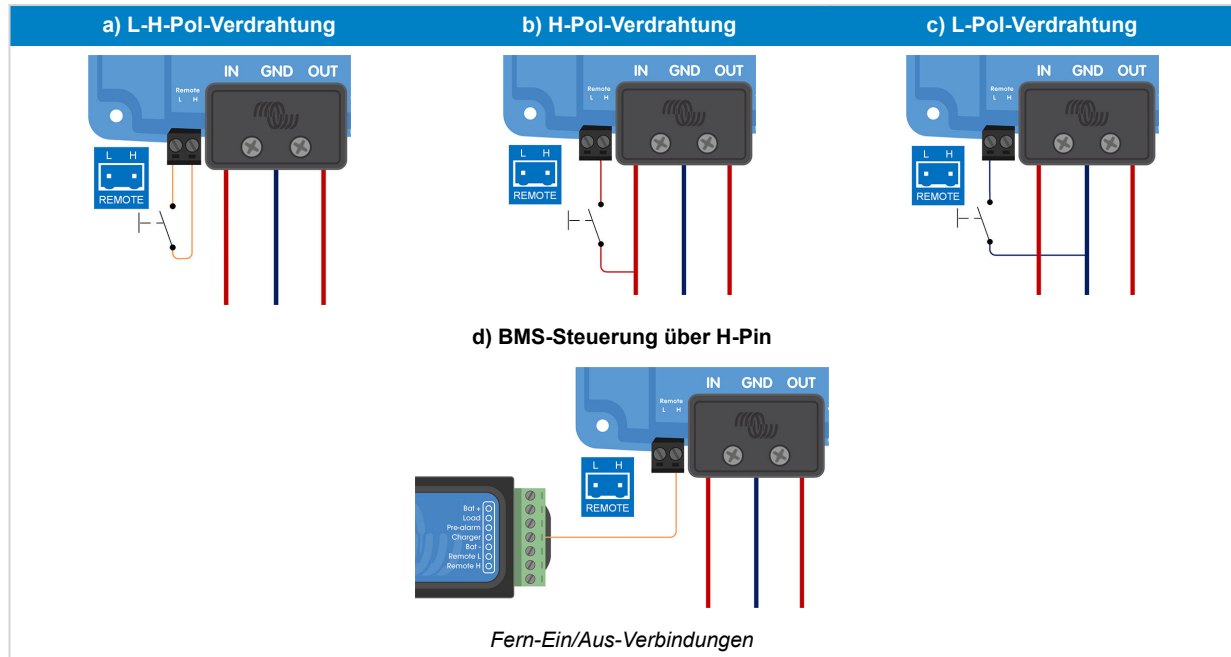 a) L-H-Pol-Verdrahtung
b) H-Pol-Verdrahtung
c) L-Pol-Verdrahtung
IN GND OUT
Remote
L H
L H
REMOTE
IN GND OUT
Remote
L H
L H
REMOTE
IN GND OUT
Remote
L H
L H
REMOTE
d) BMS-Steuerung über H-Pin
IN GND OUT
Remote
L H
L H
REMOTE
Bat +
Load
Pre-alarm
Charger
Bat -
Remote L
Remote H
Fern-Ein/Aus-Verbindungen